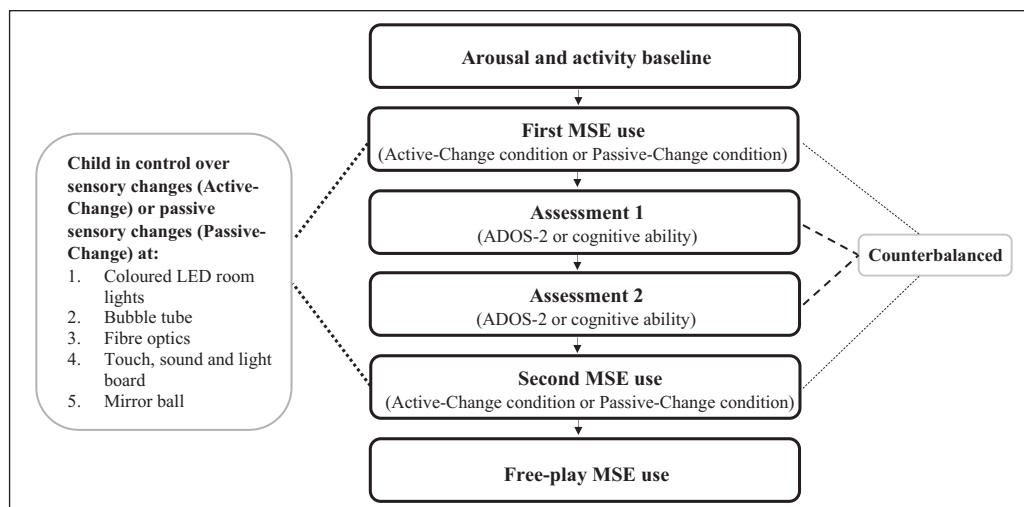 Arousal and activity baseline
First MSE use
(Active-Change condition or Passive-Change condition)
Child in control over
sensory changes (Active-
Change) or passive
sensory changes (Passive-
Change) at:
1. Coloured LED room
lights
2. Bubble tube
3. Fibre optics
4. Touch, sound and light
board
5. Mirror ball
Assessment 1
(ADOS-2 or cognitive ability)
Counterbalanced
Assessment 2
(ADOS-2 or cognitive ability)
Second MSE use
(Active-Change condition or Passive-Change condition)
Free-play MSE use